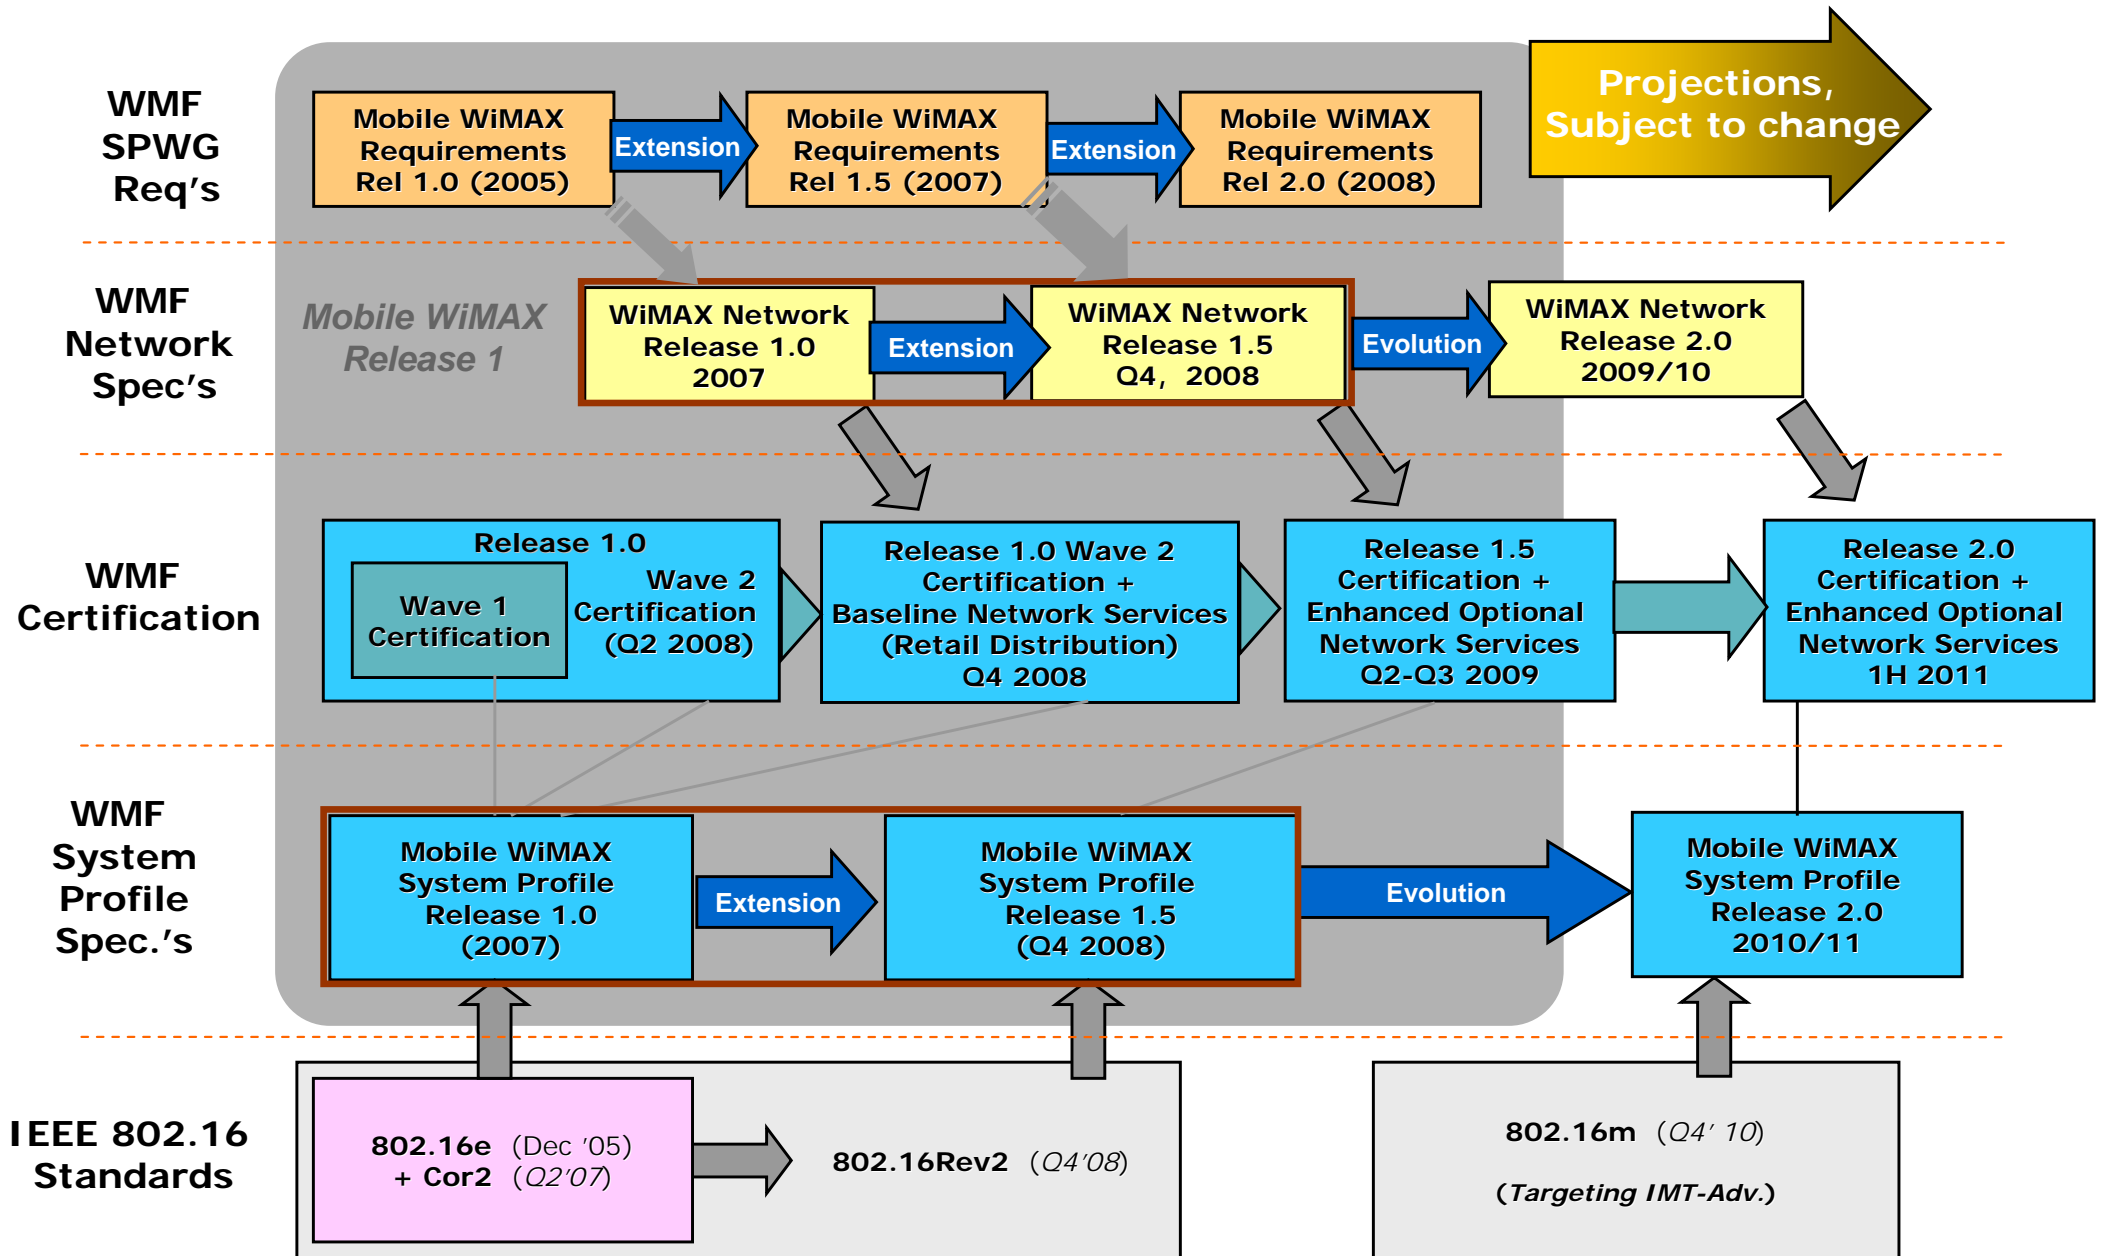 Projections,
Subject to change
WMF
SPWG
Req's
Mobile WiMAX
Requirements
Rel 1.0 (2005)
Extension
Mobile WiMAX
Requirements
Rel 1.5 (2007)
Extension
Mobile WiMAX
Requirements
Rel 2.0 (2008)
WMF
Network
Spec's
Mobile WiMAX
Release 1
WiMAX Network
Release 1.0
2007
Extension
WiMAX Network
Release 1.5
Q4, 2008
Evolution
WiMAX Network
Release 2.0
2009/10
WMF
Certification
Release 1.0
Wave 1
Certification
Wave 2
Certification
(Q2 2008)
Release 1.0 Wave 2
Certification +
Baseline Network Services
(Retail Distribution)
Q4 2008
Release 1.5
Certification +
Enhanced Optional
Network Services
Q2-Q3 2009
Release 2.0
Certification +
Enhanced Optional
Network Services
1H 2011
WMF
System
Profile
Spec.'s
Mobile WiMAX
System Profile
Release 1.0
(2007)
Extension
Mobile WiMAX
System Profile
Release 1.5
(Q4 2008)
Evolution
Mobile WiMAX
System Profile
Release 2.0
2010/11
IEEE 802.16
Standards
802.16e (Dec '05)
+ Cor2 (Q2'07)
802.16Rev2 (Q4'08)
802.16m (Q4' 10)
(Targeting IMT-Adv.)